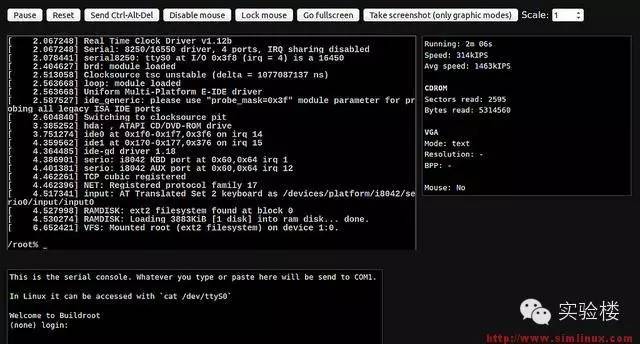 Pause Reset Send Ctrl-Alt-Del Disable mouse Lock mouse Go fullscreen Take screenshot (only graphic modes) Scale: 1
[    2.067248] Real Time Clock Driver v1.12b
[    2.067248] Serial: 8250/16550 driver, 4 ports, IRQ sharing disabled
[    2.078441] serial8250: ttyS0 at I/O 0x3f8 (irq = 4) is a 16450
[    2.404627] brd: module loaded
[    2.513058] Clocksource tsc unstable (delta = 1077087137 ns)
[    2.563668] loop: module loaded
[    2.563668] Uniform Multi-Platform E-IDE driver
[    2.587527] ide_generic: please use "probe_mask=0x3f" module parameter for pr
obing all legacy ISA IDE ports
[    2.604840] Switching to clocksource pit
[    3.385252] hda: , ATAPI CD/DVD-ROM drive
[    3.751274] ide0 at 0x1f0-0x1f7,0x3f6 on irq 14
[    4.359562] ide1 at 0x170-0x177,0x376 on irq 15
[    4.364485] ide-gd driver 1.18
[    4.386901] serio: i8042 KBD port at 0x60,0x64 irq 1
[    4.401381] serio: i8042 AUX port at 0x60,0x64 irq 12
[    4.462261] TCP cubic registered
[    4.462396] NET: Registered protocol family 17
[    4.517341] input: AT Translated Set 2 keyboard as /devices/platform/i8042/se
rio0/input/input0
[    4.527998] RAMDISK: ext2 filesystem found at block 0
[    4.530274] RAMDISK: Loading 3883KiB [1 disk] into ram disk... done.
[    6.652421] VFS: Mounted root (ext2 filesystem) on device 1:0.
/root% _
Running: 2m 06s
Speed: 314kIPS
Avg speed: 1463kIPS
CDROM
Sectors read: 2595
Bytes read: 5314560
VGA
Mode: text
Resolution: -
BPP: -
Mouse: No
This is the serial console. Whatever you type or paste here will be send to COM1.
In Linux it can be accessed with `cat /dev/ttyS0`
Welcome to Buildroot
(none) login:
实验楼
http://www.simlinux.com